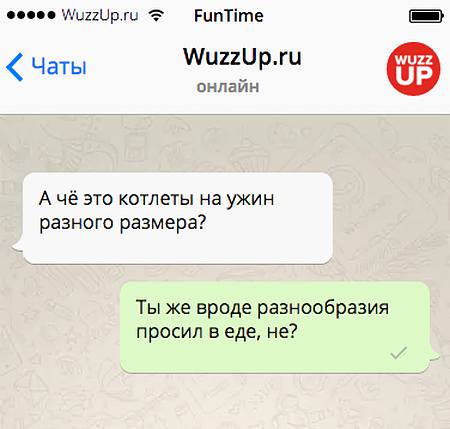 WuzzUp.ru FunTime
Чаты
WuzzUp.ru
онлайн
WUZZ
UP
А чё это котлеты на ужин
разного размера?
Ты же вроде разнообразия
просил в еде, не?